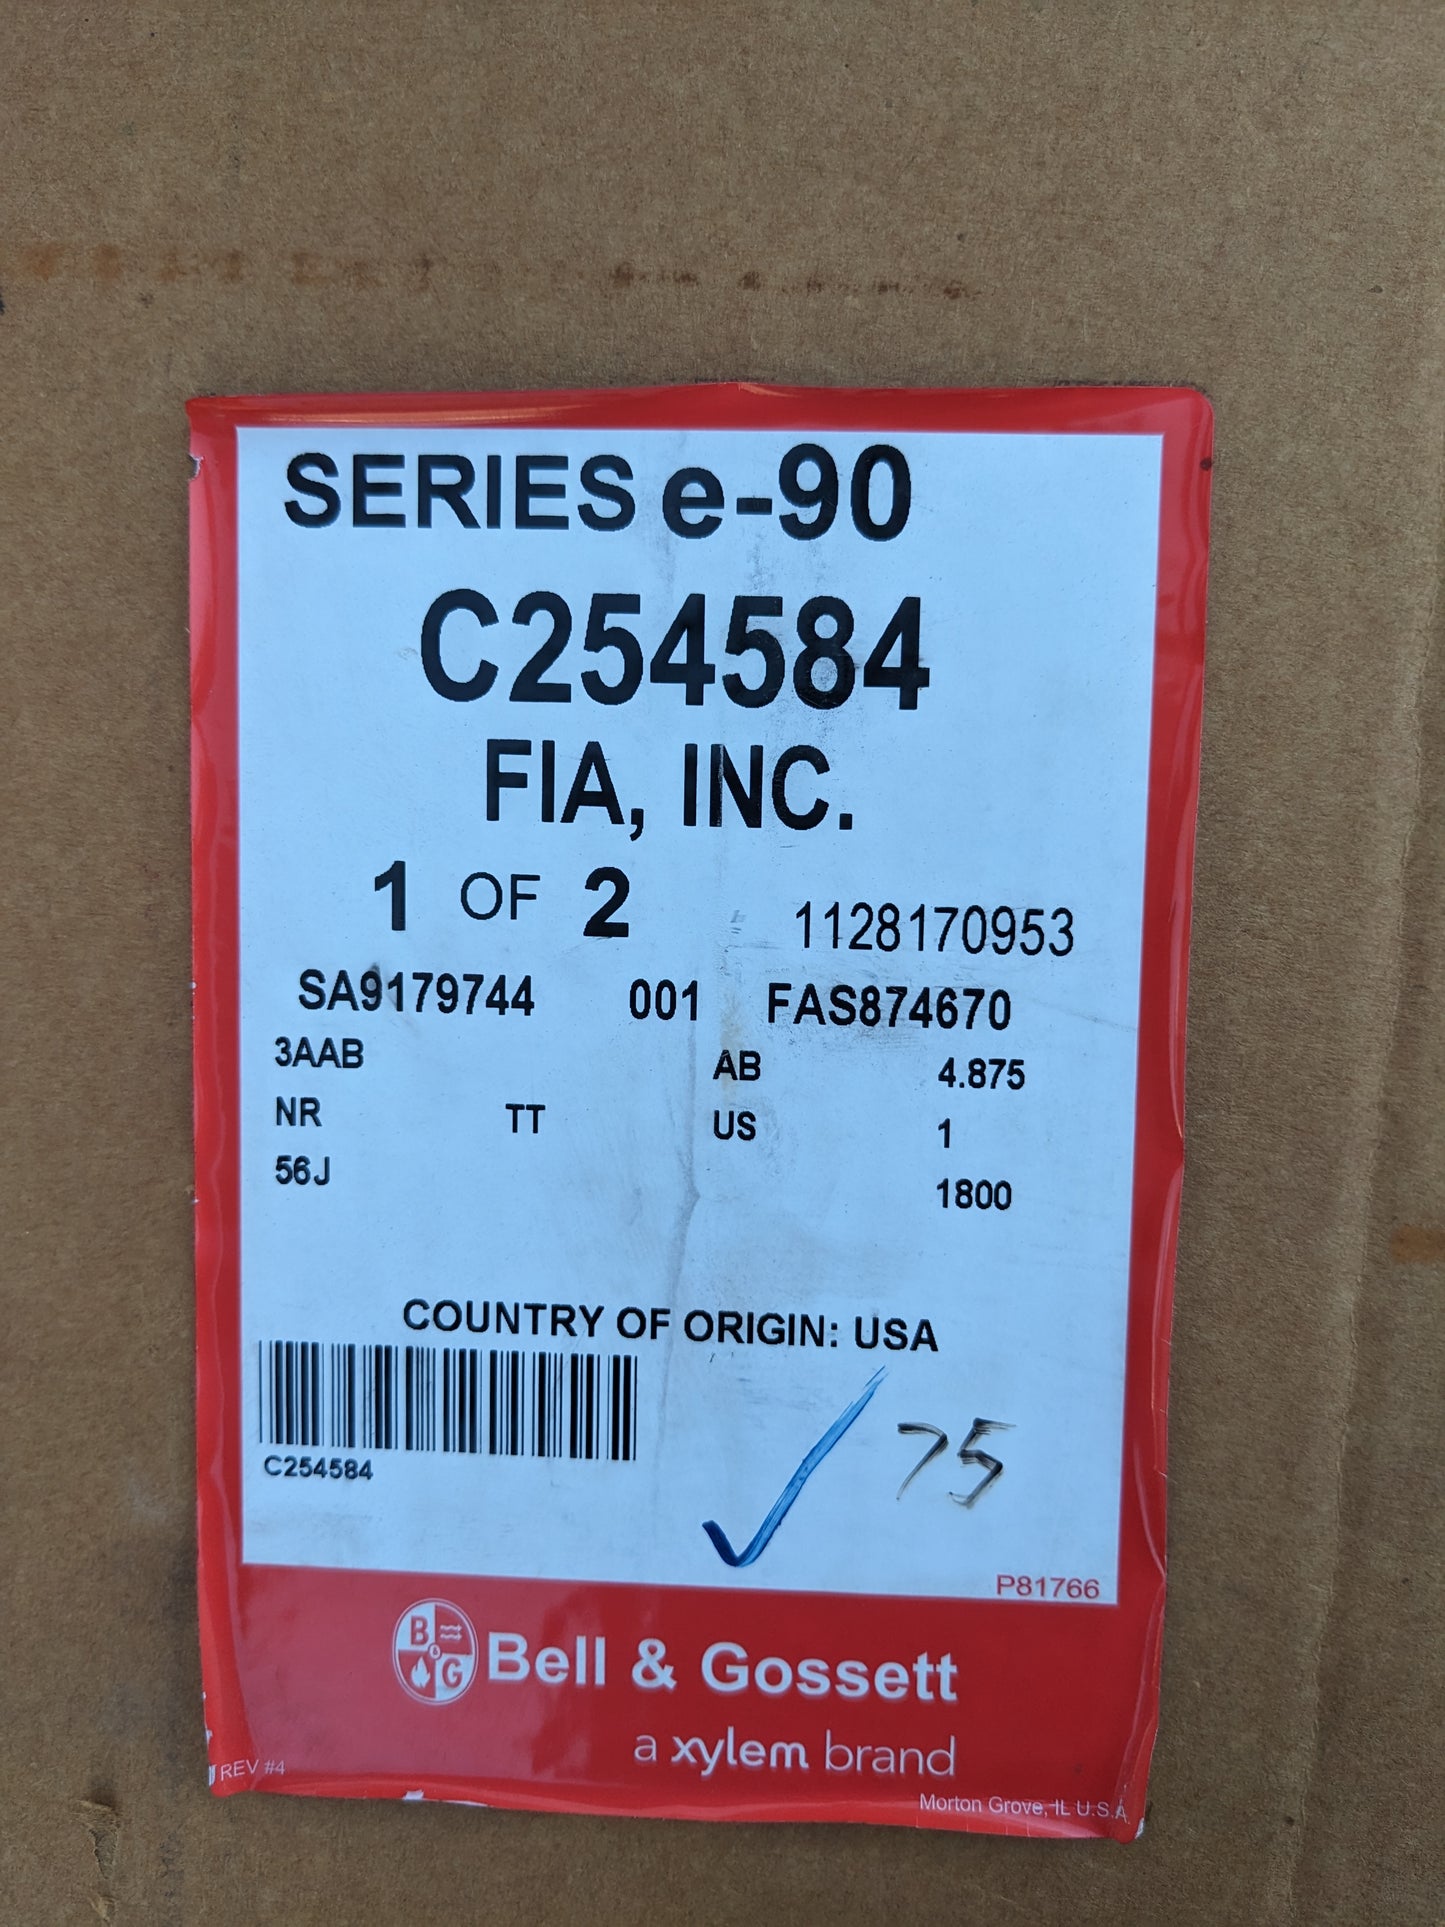 SERIES e-90
C254584
FIA, INC.
1 OF 2 1128170953
SA9179744 001 FAS874670
3AAB AB 4.875
NR TT US 1
56J 1800
COUNTRY OF ORIGIN: USA
C254584
75
P81766
B & G Bell & Gossett
a xylem brand
REV #4
Morton Grove, IL U.S.A